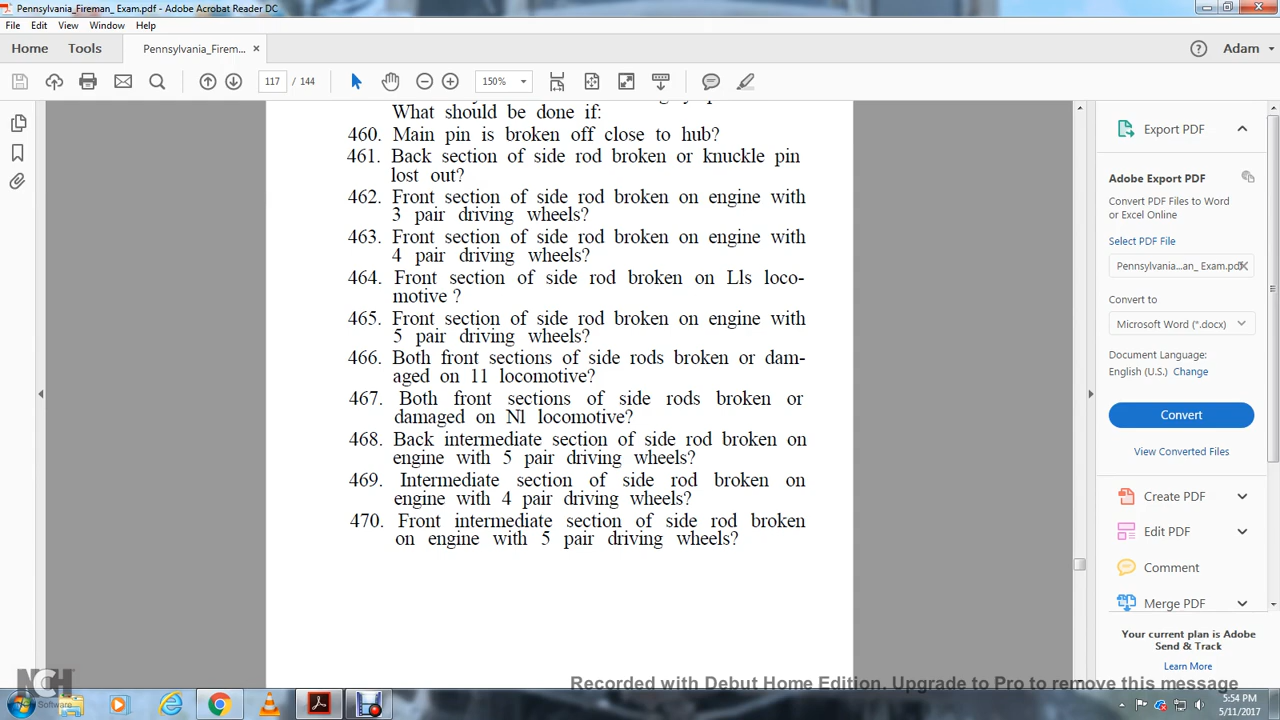 Pennsylvania_Fireman_ Exam.pdf - Adobe Acrobat Reader DC
File Edit View Window Help
Home Tools Pennsylvania_Firem... × Adam
117 / 144 150%
What should be done if:
460. Main pin is broken off close to hub?
461. Back section of side rod broken or knuckle pin
lost out?
462. Front section of side rod broken on engine with
3 pair driving wheels?
463. Front section of side rod broken on engine with
4 pair driving wheels?
464. Front section of side rod broken on Lls loco-
motive ?
465. Front section of side rod broken on engine with
5 pair driving wheels?
466. Both front sections of side rods broken or dam-
aged on 11 locomotive?
467. Both front sections of side rods broken or
damaged on Nl locomotive?
468. Back intermediate section of side rod broken on
engine with 5 pair driving wheels?
469. Intermediate section of side rod broken on
engine with 4 pair driving wheels?
470. Front intermediate section of side rod broken
on engine with 5 pair driving wheels?
Export PDF
Adobe Export PDF
Convert PDF Files to Word
or Excel Online
Select PDF File
Pennsylvania...an_ Exam.pdf
Convert to
Microsoft Word (*.docx)
Document Language:
English (U.S.) Change
Convert
View Converted Files
Create PDF
Edit PDF
Comment
Merge PDF
Your current plan is Adobe
Send & Track
Learn More
NCH
Software
Recorded with Debut Home Edition. Upgrade to Pro to remove this message
5:54 PM
5/11/2017